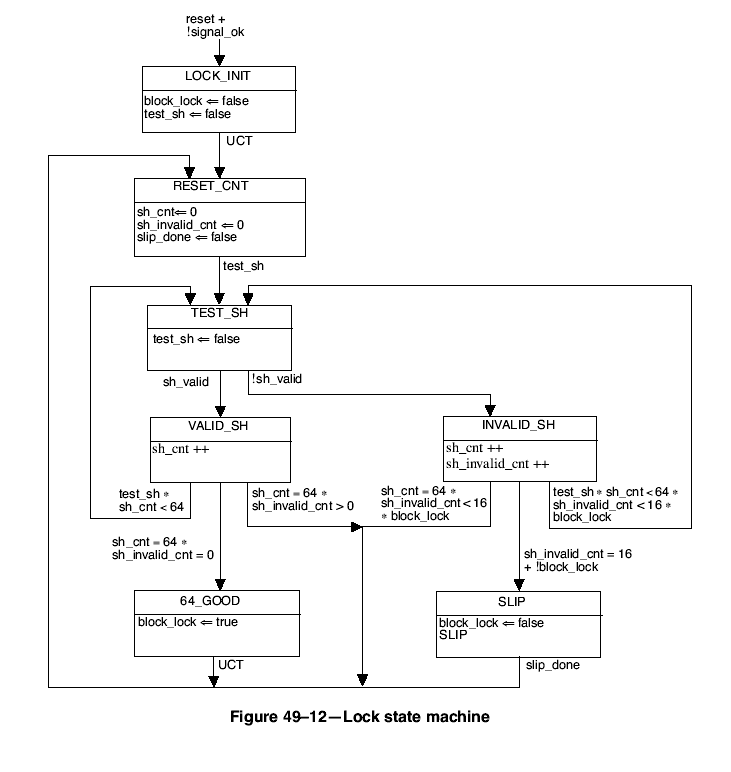 reset +
!signal_ok
LOCK_INIT
block_lock ⇐ false
test_sh ⇐ false
UCT
RESET_CNT
sh_cnt⇐ 0
sh_invalid_cnt ⇐ 0
slip_done ⇐ false
test_sh
TEST_SH
test_sh ⇐ false
sh_valid
!sh_valid
VALID_SH
sh_cnt ++
INVALID_SH
sh_cnt ++
sh_invalid_cnt ++
test_sh *
sh_cnt < 64
sh_cnt = 64 *
sh_invalid_cnt > 0
sh_cnt = 64 *
sh_invalid_cnt < 16
* block_lock
test_sh * sh_cnt < 64 *
sh_invalid_cnt < 16 *
block_lock
sh_cnt = 64 *
sh_invalid_cnt = 0
sh_invalid_cnt = 16
+ !block_lock
64_GOOD
block_lock ⇐ true
UCT
SLIP
block_lock ⇐ false
SLIP
slip_done
Figure 49–12—Lock state machine